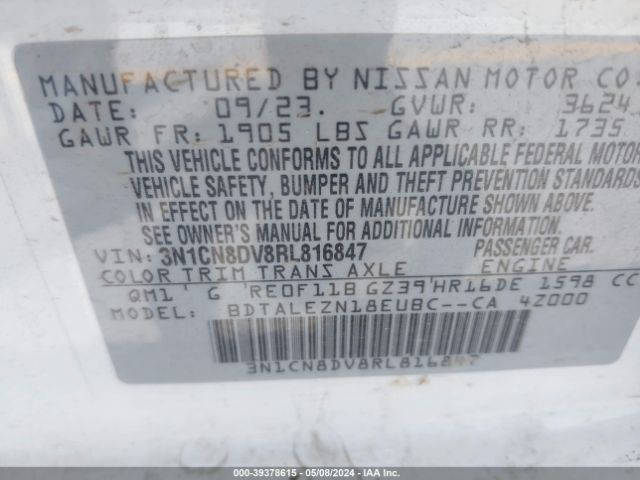 MANUFACTURED BY NISSAN MOTOR CO
DATE: 09/23. GVWR: 3624
GAWR FR: 1905 LBS GAWR RR: 1735
THIS VEHICLE CONFORMS TO ALL APPLICABLE FEDERAL MOTOR
VEHICLE SAFETY, BUMPER AND THEFT PREVENTION STANDARDS
IN EFFECT ON THE DATE OF MANUFACTURE SHOWN ABOVE.
SEE OWNER'S MANUAL FOR ADDITIONAL INFORMATION.
VIN: 3N1CN8DV8RL816847 PASSENGER CAR.
COLOR TRIM TRANS AXLE ENGINE
QM1 G RE0F11B GZ39 HR16DE 1598 CC
MODEL: BDTALEZN18EUBC--CA 4Z000
3N1CN8DV8RL816847
000-39378615 - 05/08/2024 - IAAI.com